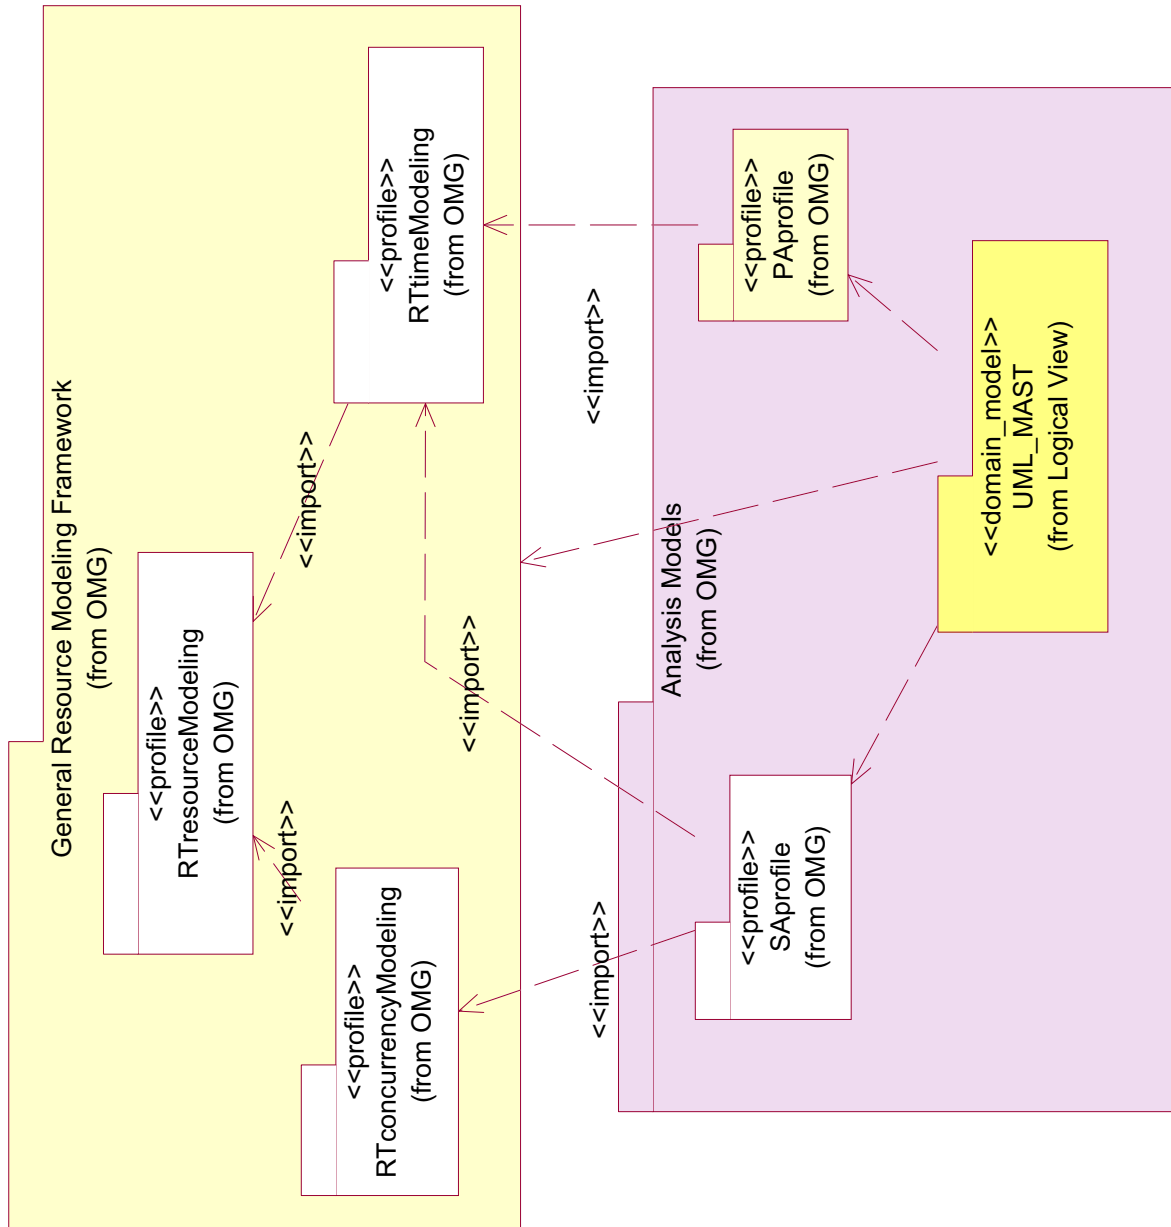 General Resource Modeling Framework
(from OMG)
<<profile>>
RTresourceModeling
(from OMG)
<<import>>
<<import>>
<<profile>>
RTconcurrencyModeling
(from OMG)
<<profile>>
RTtimeModeling
(from OMG)
<<import>>
<<import>>
<<import>>
Analysis Models
(from OMG)
<<profile>>
SAprofile
(from OMG)
<<profile>>
PAprofile
(from OMG)
<<domain_model>>
UML_MAST
(from Logical View)